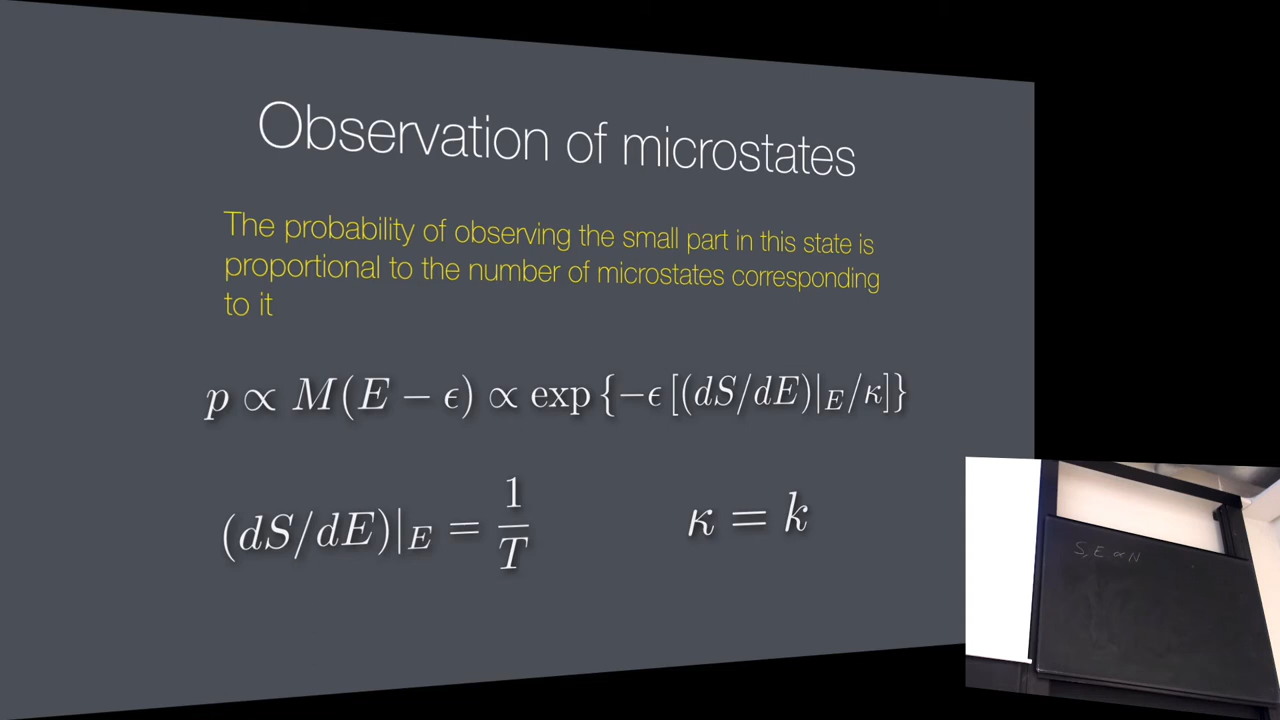 Observation of microstates
The probability of observing the small part in this state is
proportional to the number of microstates corresponding
to it
p ∝ M(E − ϵ) ∝ exp {−ϵ [(dS/dE)|_E/κ]}
(dS/dE)|_E = 1/T
κ = k
S, E ∝ N